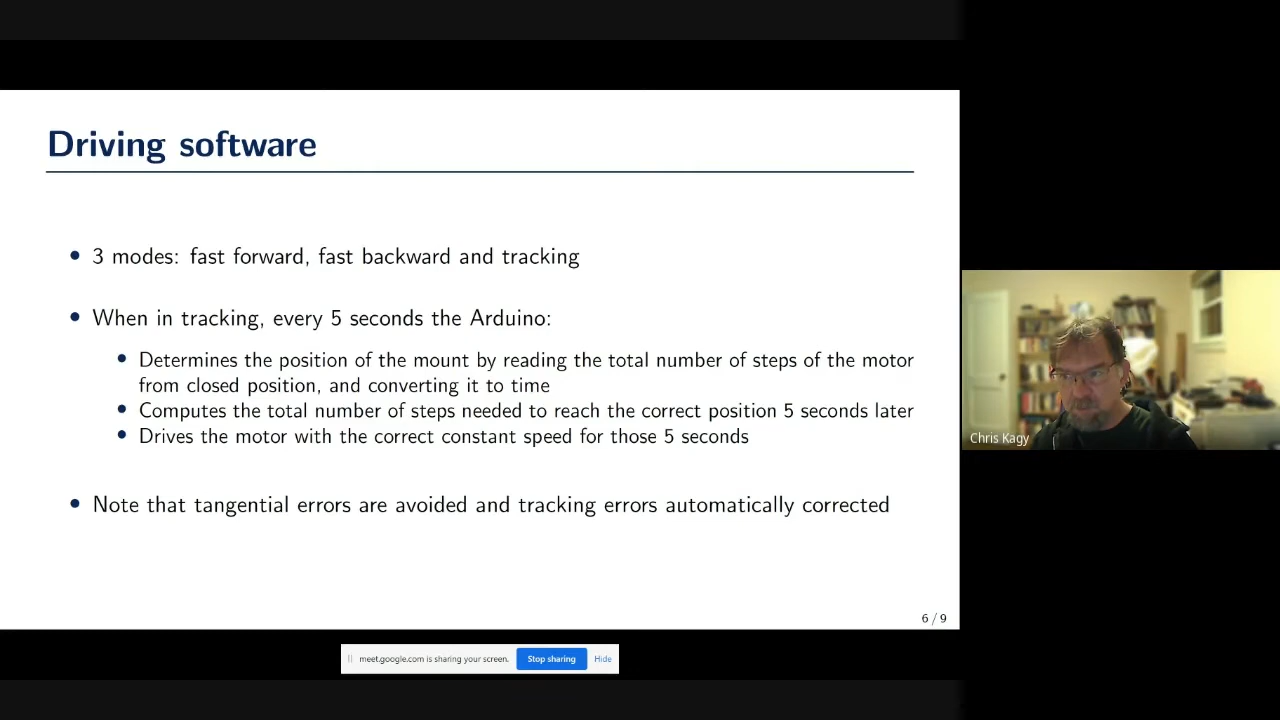 Driving software
3 modes: fast forward, fast backward and tracking
When in tracking, every 5 seconds the Arduino:
Determines the position of the mount by reading the total number of steps of the motor
from closed position, and converting it to time
Computes the total number of steps needed to reach the correct position 5 seconds later
Drives the motor with the correct constant speed for those 5 seconds
Note that tangential errors are avoided and tracking errors automatically corrected
6 / 9
Chris Kagy
meet.google.com is sharing your screen. Stop sharing Hide